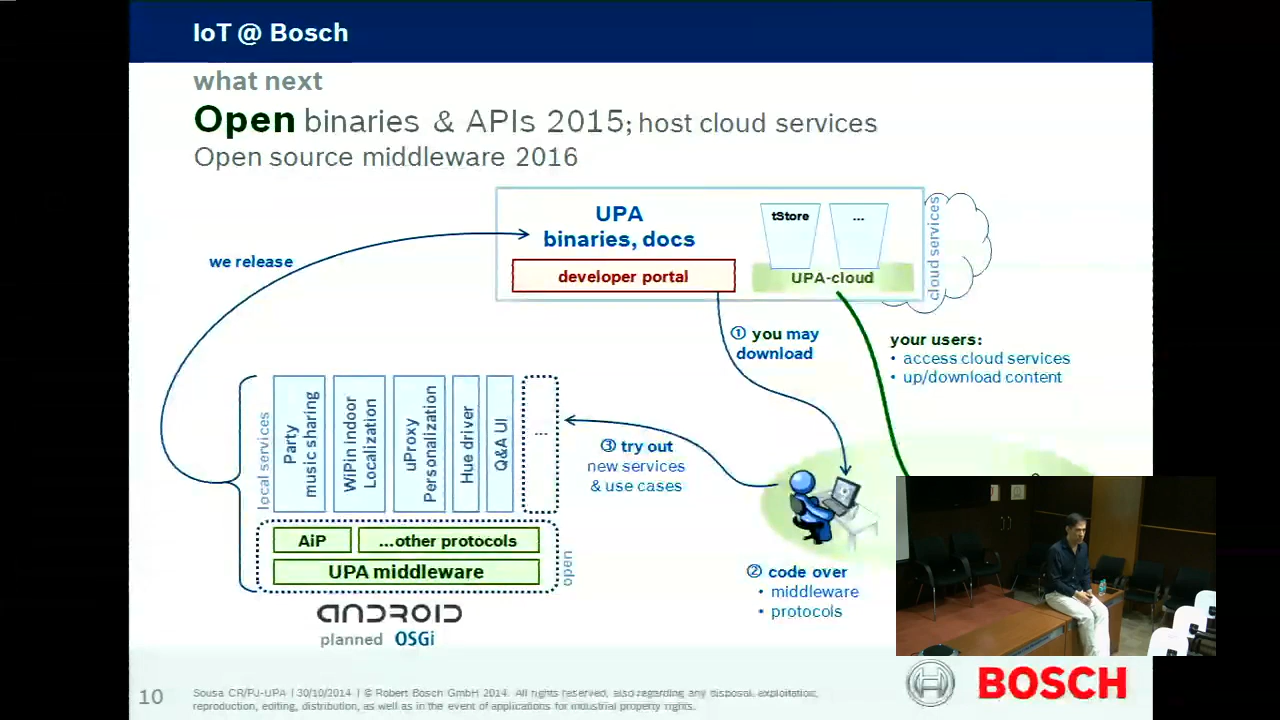 IoT @ Bosch
what next
Open binaries & APIs 2015; host cloud services
Open source middleware 2016
UPA
binaries, docs
developer portal
tStore
...
UPA-cloud
cloud services
we release
① you may
download
your users:
• access cloud services
• up/download content
local services
Party
music sharing
WiPin indoor
Localization
uProxy
Personalization
Hue driver
Q&A UI
...
③ try out
new services
& use cases
AiP
...other protocols
UPA middleware
open
② code over
• middleware
• protocols
ANDROID
planned OSGi
10
Sousa CR/PJ-UPA | 30/10/2014 | © Robert Bosch GmbH 2014. All rights reserved, also regarding any disposal, exploitation,
reproduction, editing, distribution, as well as in the event of applications for industrial property rights.
BOSCH